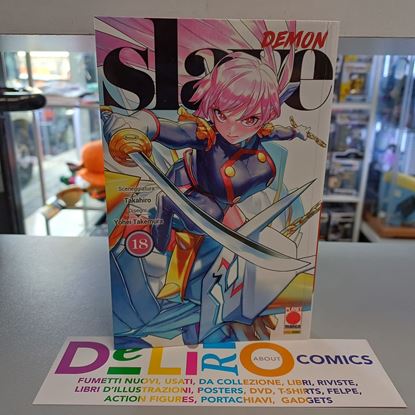 DEMON
slave
Sceneggiatura:
Takahiro
Disegni:
Yohei Takemura
18
DELIRIO ABOUT COMICS
FUMETTI NUOVI, USATI, DA COLLEZIONE, LIBRI, RIVISTE,
LIBRI D'ILLUSTRAZIONI, POSTERS, DVD, T-SHIRTS, FELPE,
ACTION FIGURES, PORTACHIAVI, GADGETS